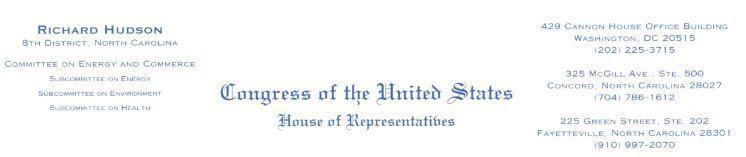 RICHARD HUDSON
8TH DISTRICT, NORTH CAROLINA
COMMITTEE ON ENERGY AND COMMERCE
SUBCOMMITTEE ON ENERGY
SUBCOMMITTEE ON ENVIRONMENT
SUBCOMMITTEE ON HEALTH
Congress of the United States
House of Representatives
429 CANNON HOUSE OFFICE BUILDING
WASHINGTON, DC 20515
(202) 225-3715
325 MCGILL AVE., STE. 500
CONCORD, NORTH CAROLINA 28027
(704) 786-1612
225 GREEN STREET, STE. 202
FAYETTEVILLE, NORTH CAROLINA 28301
(910) 997-2070